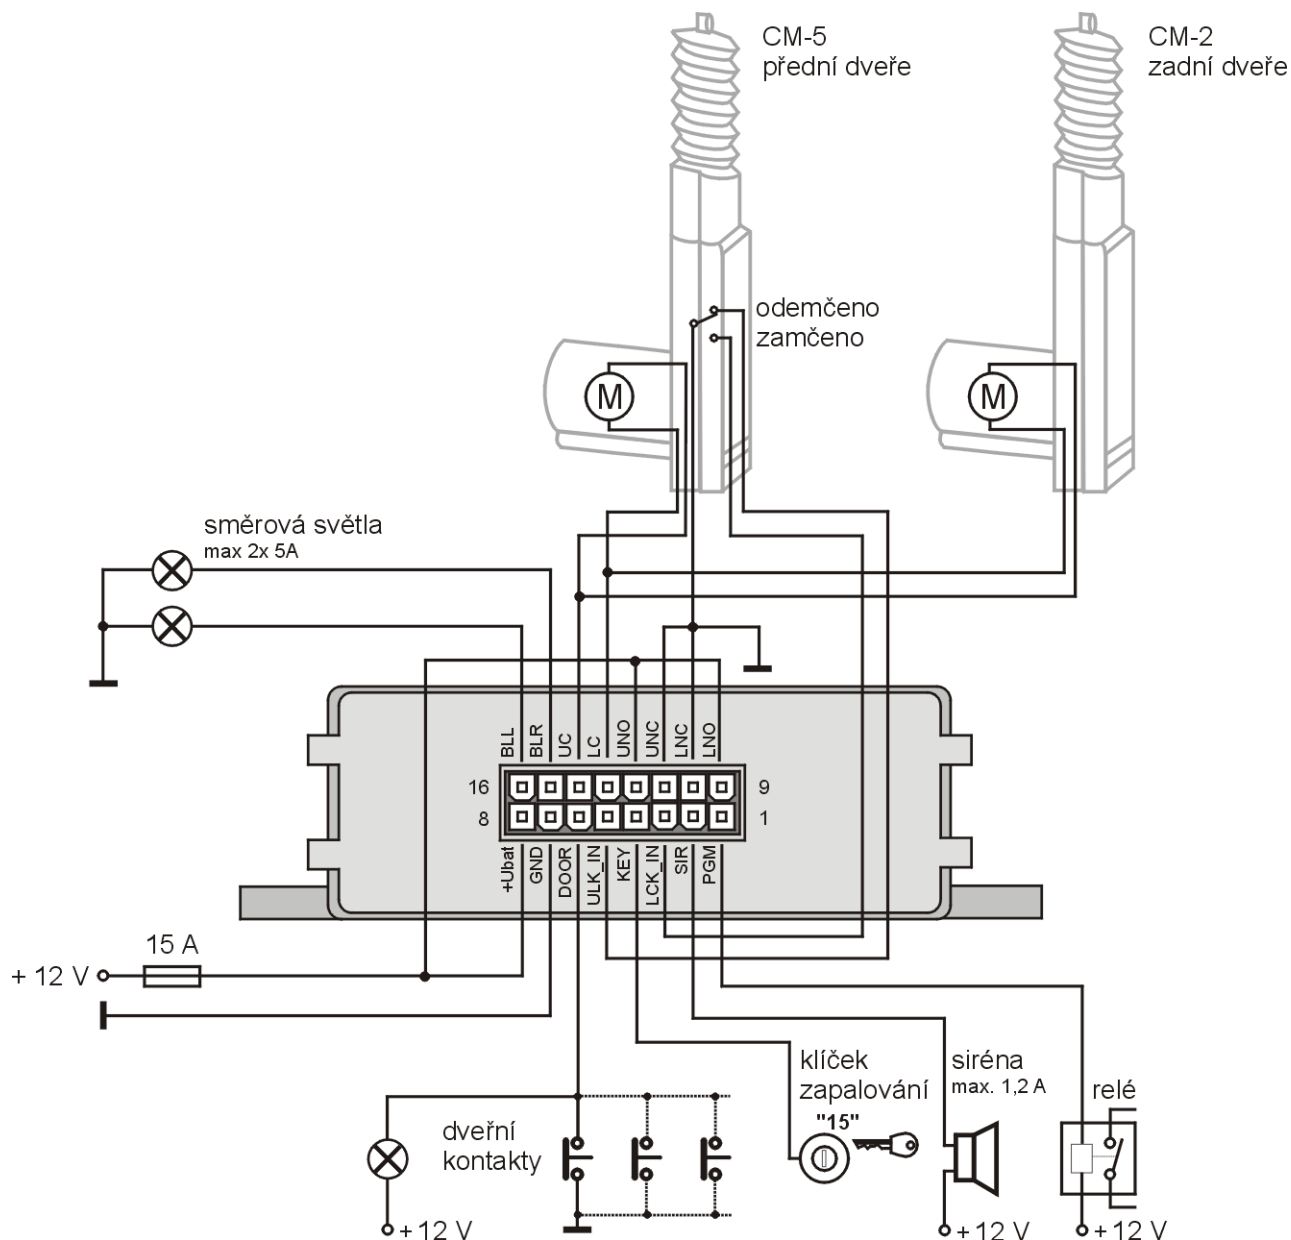 CM-5
přední dveře
CM-2
zadní dveře
odemčeno
zamčeno
M
M
směrová světla
max 2x 5A
BLL
BLR
UC
LC
UNO
UNC
LNC
LNO
16
9
8
1
+Ubat
GND
DOOR
ULK_IN
KEY
LCK_IN
SIR
PGM
15 A
+ 12 V
klíček
zapalování
"15"
siréna
max. 1,2 A
relé
dveřní
kontakty
+ 12 V
+ 12 V
+ 12 V